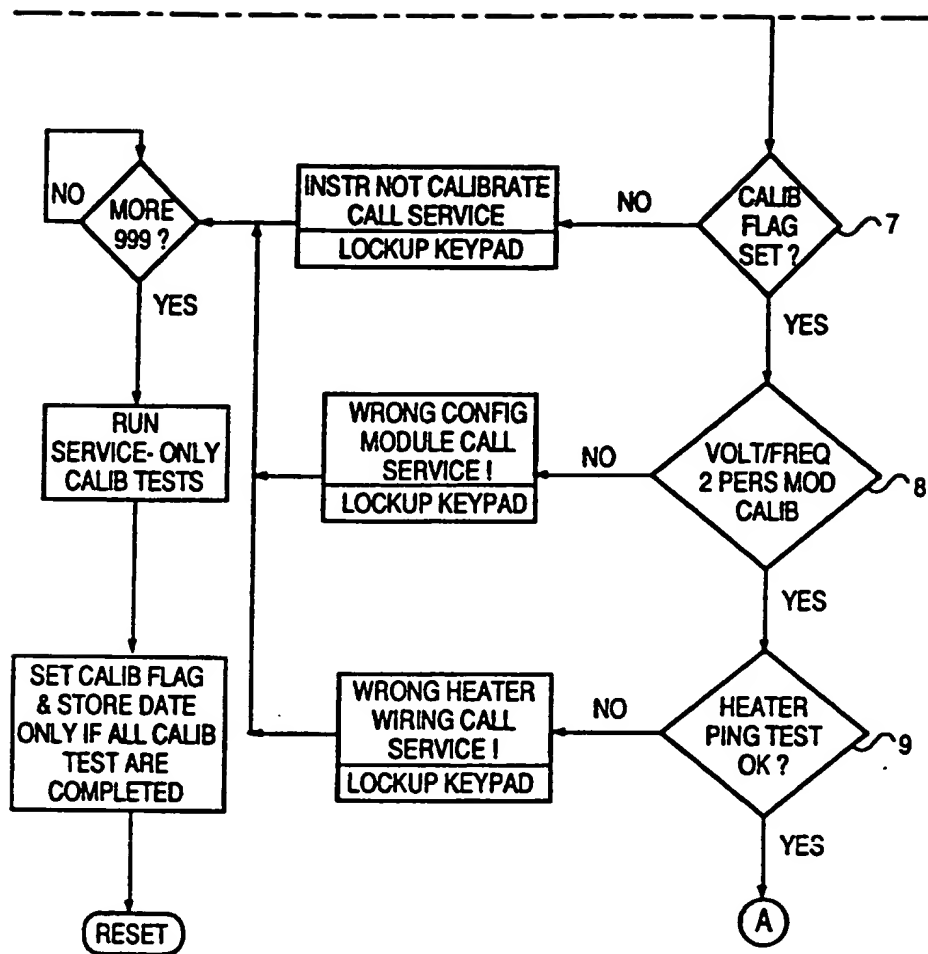 NO
MORE
999 ?
YES
INSTR NOT CALIBRATE
CALL SERVICE
LOCKUP KEYPAD
NO
CALIB
FLAG
SET ?
7
YES
RUN
SERVICE- ONLY
CALIB TESTS
WRONG CONFIG
MODULE CALL
SERVICE !
LOCKUP KEYPAD
NO
VOLT/FREQ
2 PERS MOD
CALIB
8
YES
SET CALIB FLAG
& STORE DATE
ONLY IF ALL CALIB
TEST ARE
COMPLETED
WRONG HEATER
WIRING CALL
SERVICE !
LOCKUP KEYPAD
NO
HEATER
PING TEST
OK ?
9
YES
RESET
A